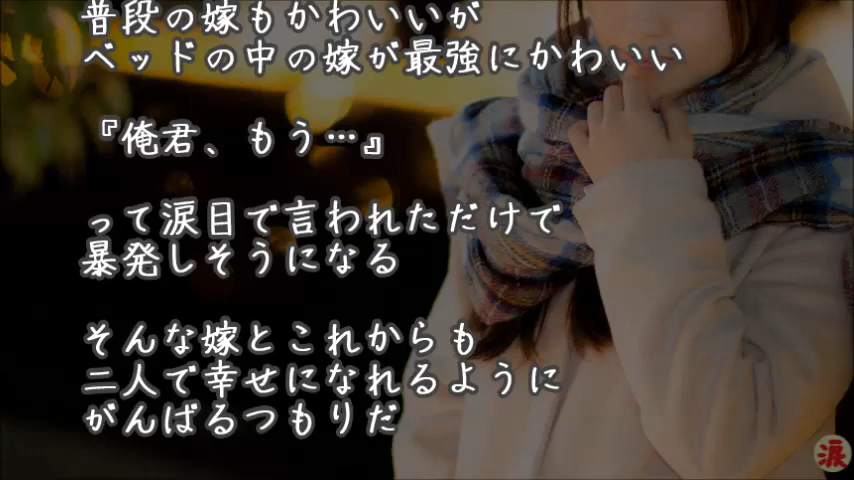 普段の嫁もかわいいが
ベッドの中の嫁が最強にかわいい
『俺君、もう…』
って涙目で言われただけで
暴発しそうになる
そんな嫁とこれからも
二人で幸せになれるように
がんばるつもりだ
涙